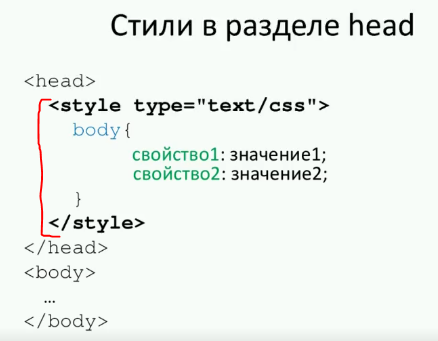 Стили в разделе head
<head>
<style type="text/css">
body{
свойство1: значение1;
свойство2: значение2;
}
</style>
</head>
<body>
…
</body>